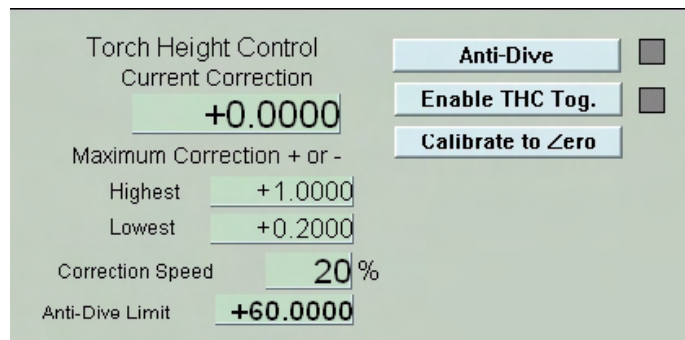 Torch Height Control
Current Correction
+0.0000
Maximum Correction + or -
Highest +1.0000
Lowest +0.2000
Correction Speed 20 %
Anti-Dive Limit +60.0000
Anti-Dive
Enable THC Tog.
Calibrate to Zero